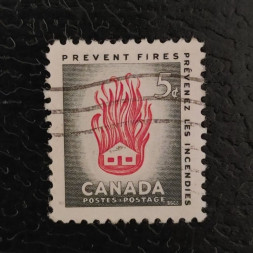 PREVENT FIRES
PRÉVENEZ LES INCENDIES
5¢
CANADA
POSTES-POSTAGE